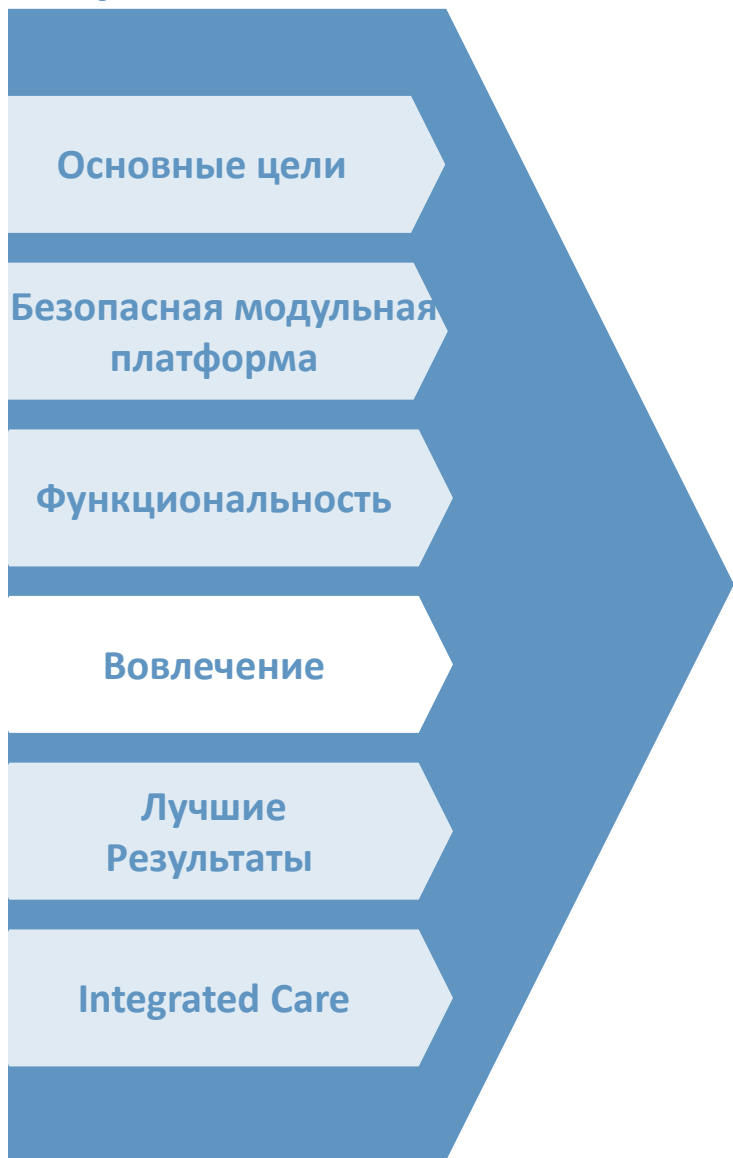 Основные цели
Безопасная модульная
платформа
Функциональность
Вовлечение
Лучшие
Результаты
Integrated Care